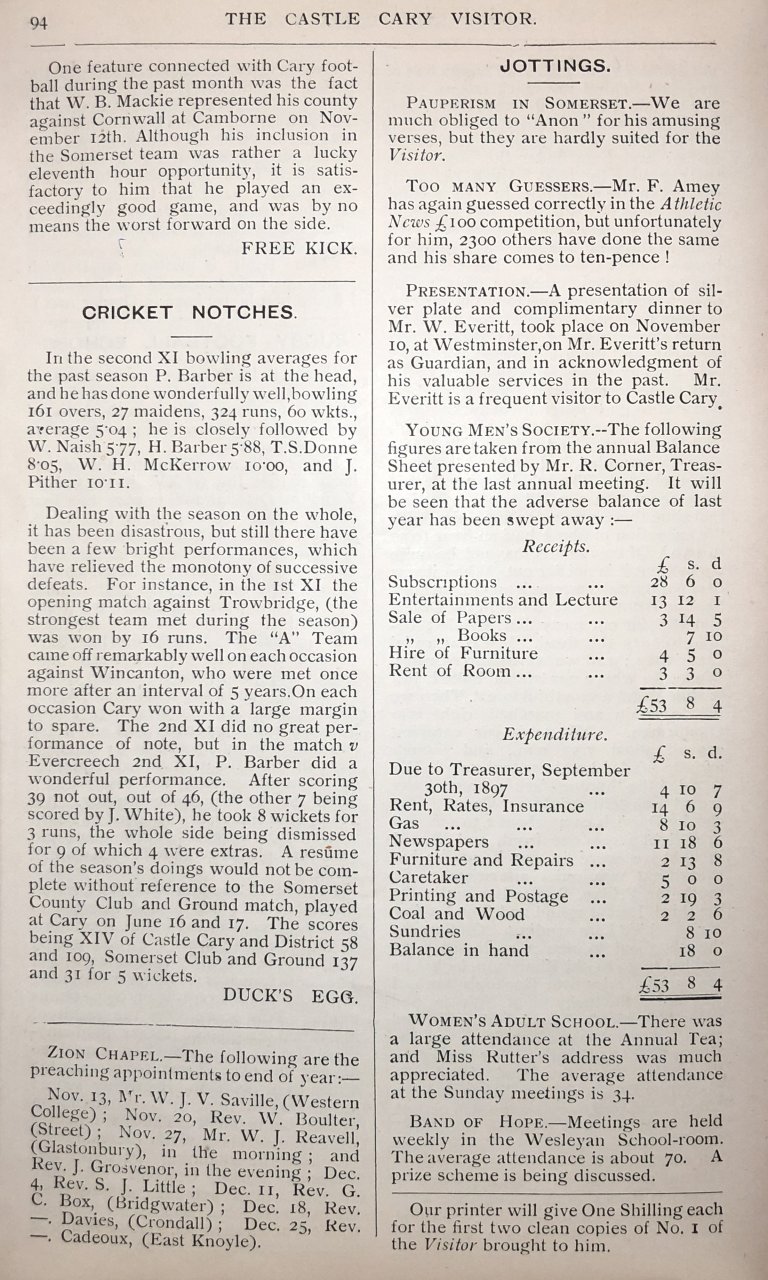 94
THE CASTLE CARY VISITOR.
One feature connected with Cary foot-
ball during the past month was the fact
that W. B. Mackie represented his county
against Cornwall at Camborne on Nov-
ember 12th. Although his inclusion in
the Somerset team was rather a lucky
eleventh hour opportunity, it is satis-
factory to him that he played an ex-
ceedingly good game, and was by no
means the worst forward on the side.
FREE KICK.
CRICKET NOTCHES.
In the second XI bowling averages for
the past season P. Barber is at the head,
and he has done wonderfully well,bowling
161 overs, 27 maidens, 324 runs, 60 wkts.,
average 5·04 ; he is closely followed by
W. Naish 5·77, H. Barber 5·88, T.S.Donne
8·05, W. H. McKerrow 10·00, and J.
Pither 10·11.
Dealing with the season on the whole,
it has been disastrous, but still there have
been a few bright performances, which
have relieved the monotony of successive
defeats. For instance, in the 1st XI the
opening match against Trowbridge, (the
strongest team met during the season)
was won by 16 runs. The "A" Team
came off remarkably well on each occasion
against Wincanton, who were met once
more after an interval of 5 years.On each
occasion Cary won with a large margin
to spare. The 2nd XI did no great per-
formance of note, but in the match v
Evercreech 2nd XI, P. Barber did a
wonderful performance. After scoring
39 not out, out of 46, (the other 7 being
scored by J. White), he took 8 wickets for
3 runs, the whole side being dismissed
for 9 of which 4 were extras. A resūme
of the season's doings would not be com-
plete without reference to the Somerset
County Club and Ground match, played
at Cary on June 16 and 17. The scores
being XIV of Castle Cary and District 58
and 109, Somerset Club and Ground 137
and 31 for 5 wickets.
DUCK'S EGG.
ZION CHAPEL.—The following are the
preaching appointments to end of year:—
Nov. 13, Mr. W. J. V. Saville, (Western
College) ; Nov. 20, Rev. W. Boulter,
(Street) ; Nov. 27, Mr. W. J. Reavell,
(Glastonbury), in the morning ; and
Rev. J. Grosvenor, in the evening ; Dec.
4, Rev. S. J. Little ; Dec. 11, Rev. G.
C. Box, (Bridgwater) ; Dec. 18, Rev.
—. Davies, (Crondall) ; Dec. 25, Rev.
—. Cadeoux, (East Knoyle).
JOTTINGS.
PAUPERISM IN SOMERSET.—We are
much obliged to "Anon " for his amusing
verses, but they are hardly suited for the
Visitor.
TOO MANY GUESSERS.—Mr. F. Amey
has again guessed correctly in the Athletic
News £100 competition, but unfortunately
for him, 2300 others have done the same
and his share comes to ten-pence !
PRESENTATION.—A presentation of sil-
ver plate and complimentary dinner to
Mr. W. Everitt, took place on November
10, at Westminster,on Mr. Everitt's return
as Guardian, and in acknowledgment of
his valuable services in the past. Mr.
Everitt is a frequent visitor to Castle Cary.
YOUNG MEN'S SOCIETY.--The following
figures are taken from the annual Balance
Sheet presented by Mr. R. Corner, Treas-
urer, at the last annual meeting. It will
be seen that the adverse balance of last
year has been swept away :—
Receipts.
£ s. d
Subscriptions ... ... 28 6 0
Entertainments and Lecture 13 12 1
Sale of Papers ... ... 3 14 5
„ „ Books ... ... 7 10
Hire of Furniture ... 4 5 0
Rent of Room ... ... 3 3 0
£53 8 4
Expenditure.
£ s. d.
Due to Treasurer, September
30th, 1897 ... 4 10 7
Rent, Rates, Insurance 14 6 9
Gas ... ... ... 8 10 3
Newspapers ... ... 11 18 6
Furniture and Repairs ... 2 13 8
Caretaker ... ... 5 0 0
Printing and Postage ... 2 19 3
Coal and Wood ... 2 2 6
Sundries ... ... 8 10
Balance in hand ... 18 0
£53 8 4
WOMEN'S ADULT SCHOOL.—There was
a large attendance at the Annual Tea;
and Miss Rutter's address was much
appreciated. The average attendance
at the Sunday meetings is 34.
BAND OF HOPE.—Meetings are held
weekly in the Wesleyan School-room.
The average attendance is about 70. A
prize scheme is being discussed.
Our printer will give One Shilling each
for the first two clean copies of No. 1 of
the Visitor brought to him.